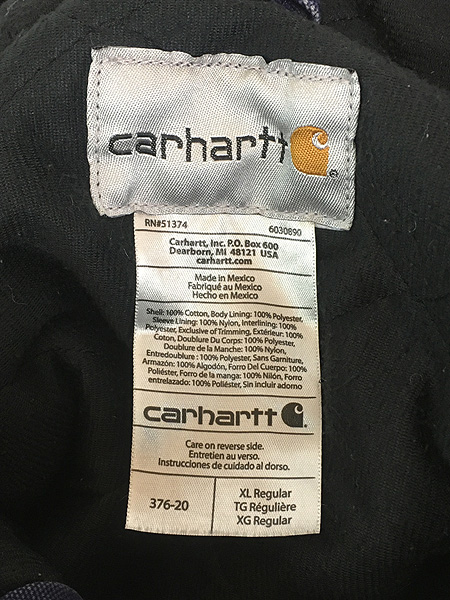 carhartt
RN#51374 6030890
Carhartt, Inc. P.O. Box 600
Dearborn, MI 48121 USA
carhartt.com
Made in Mexico
Fabriqué au Mexico
Hecho en Mexico
Shell: 100% Cotton, Body Lining: 100% Polyester,
Sleeve Lining: 100% Nylon, Interlining: 100%
Polyester, Exclusive of Trimming, Extérieur: 100%
Coton, Doublure Du Corps: 100% Polyester,
Doublure de la Manche: 100% Nylon,
Entredoublure : 100% Polyester, Sans Garniture,
Armazón: 100% Algodón, Forro Del Cuerpo: 100%
Poliéster, Forro de la manga: 100% Nilón, Forro
entrelazado: 100% Poliéster, Sin incluir adorno
carhartt
Care on reverse side.
Entretien au verso.
Instrucciones de cuidado al dorso.
376-20
XL Regular
TG Régulière
XG Regular